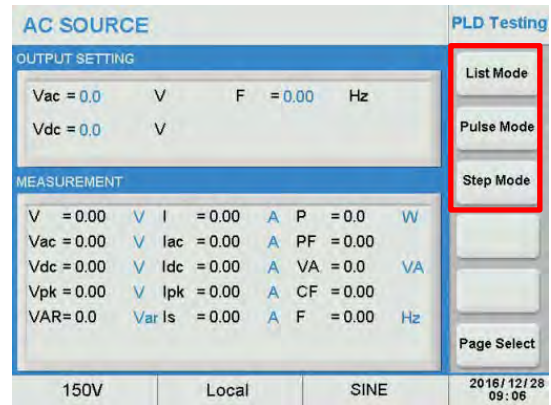 AC SOURCE
PLD Testing
OUTPUT SETTING
Vac = 0.0 V F = 0.00 Hz
Vdc = 0.0 V
MEASUREMENT
V = 0.00 V I = 0.00 A P = 0.0 W
Vac = 0.00 V Iac = 0.00 A PF = 0.00
Vdc = 0.00 V Idc = 0.00 A VA = 0.0 VA
Vpk = 0.00 V Ipk = 0.00 A CF = 0.00
VAR= 0.0 Var Is = 0.00 A F = 0.00 Hz
List Mode
Pulse Mode
Step Mode
Page Select
150V Local SINE
2016/12/28
09:06